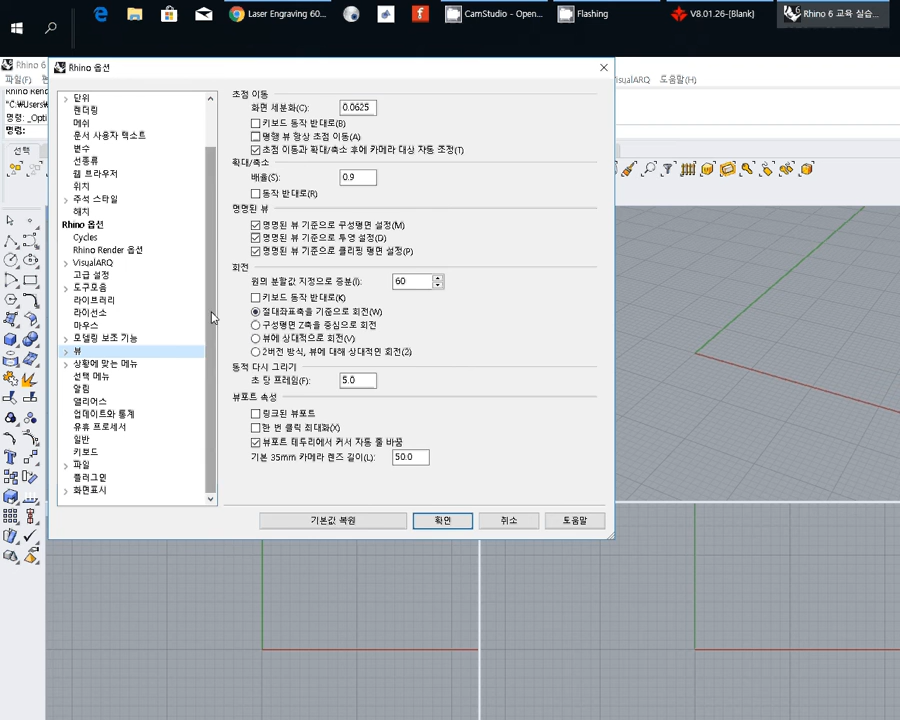 Laser Engraving 60...
CamStudio - Open...
Flashing
V8.01.26-[Blank]
Rhino 6 교육 실습...
Rhino 6
파일(F)
VisualARQ
도움말(H)
Rhino Rend
"C:\Users\
명령: _Opti
명령:
선택
Rhino 옵션
단위
렌더링
메쉬
문서 사용자 텍스트
변수
선종류
웹 브라우저
위치
주석 스타일
해치
Rhino 옵션
Cycles
Rhino Render 옵션
VisualARQ
고급 설정
도구모음
라이브러리
라이선스
마우스
모델링 보조 기능
뷰
상황에 맞는 메뉴
선택 메뉴
알림
앨리어스
업데이트와 통계
유휴 프로세서
일반
키보드
파일
플러그인
화면표시
초점 이동
화면 세분화(C): 0.0625
키보드 동작 반대로(B)
평행 뷰 항상 초점 이동(A)
초점 이동과 확대/축소 후에 카메라 대상 자동 조정(T)
확대/축소
배율(S): 0.9
동작 반대로(R)
명명된 뷰
명명된 뷰 기준으로 구성평면 설정(M)
명명된 뷰 기준으로 투영 설정(D)
명명된 뷰 기준으로 클리핑 평면 설정(P)
회전
원의 분할값 지정으로 증분(I): 60
키보드 동작 반대로(K)
절대좌표축을 기준으로 회전(W)
구성평면 Z축을 중심으로 회전
뷰에 상대적으로 회전(V)
2버전 방식, 뷰에 대해 상대적인 회전(2)
동적 다시 그리기
초 당 프레임(F): 5.0
뷰포트 속성
링크된 뷰포트
한 번 클릭 최대화(X)
뷰포트 테두리에서 커서 자동 줄 바꿈
기본 35mm 카메라 렌즈 길이(L): 50.0
기본값 복원
확인
취소
도움말